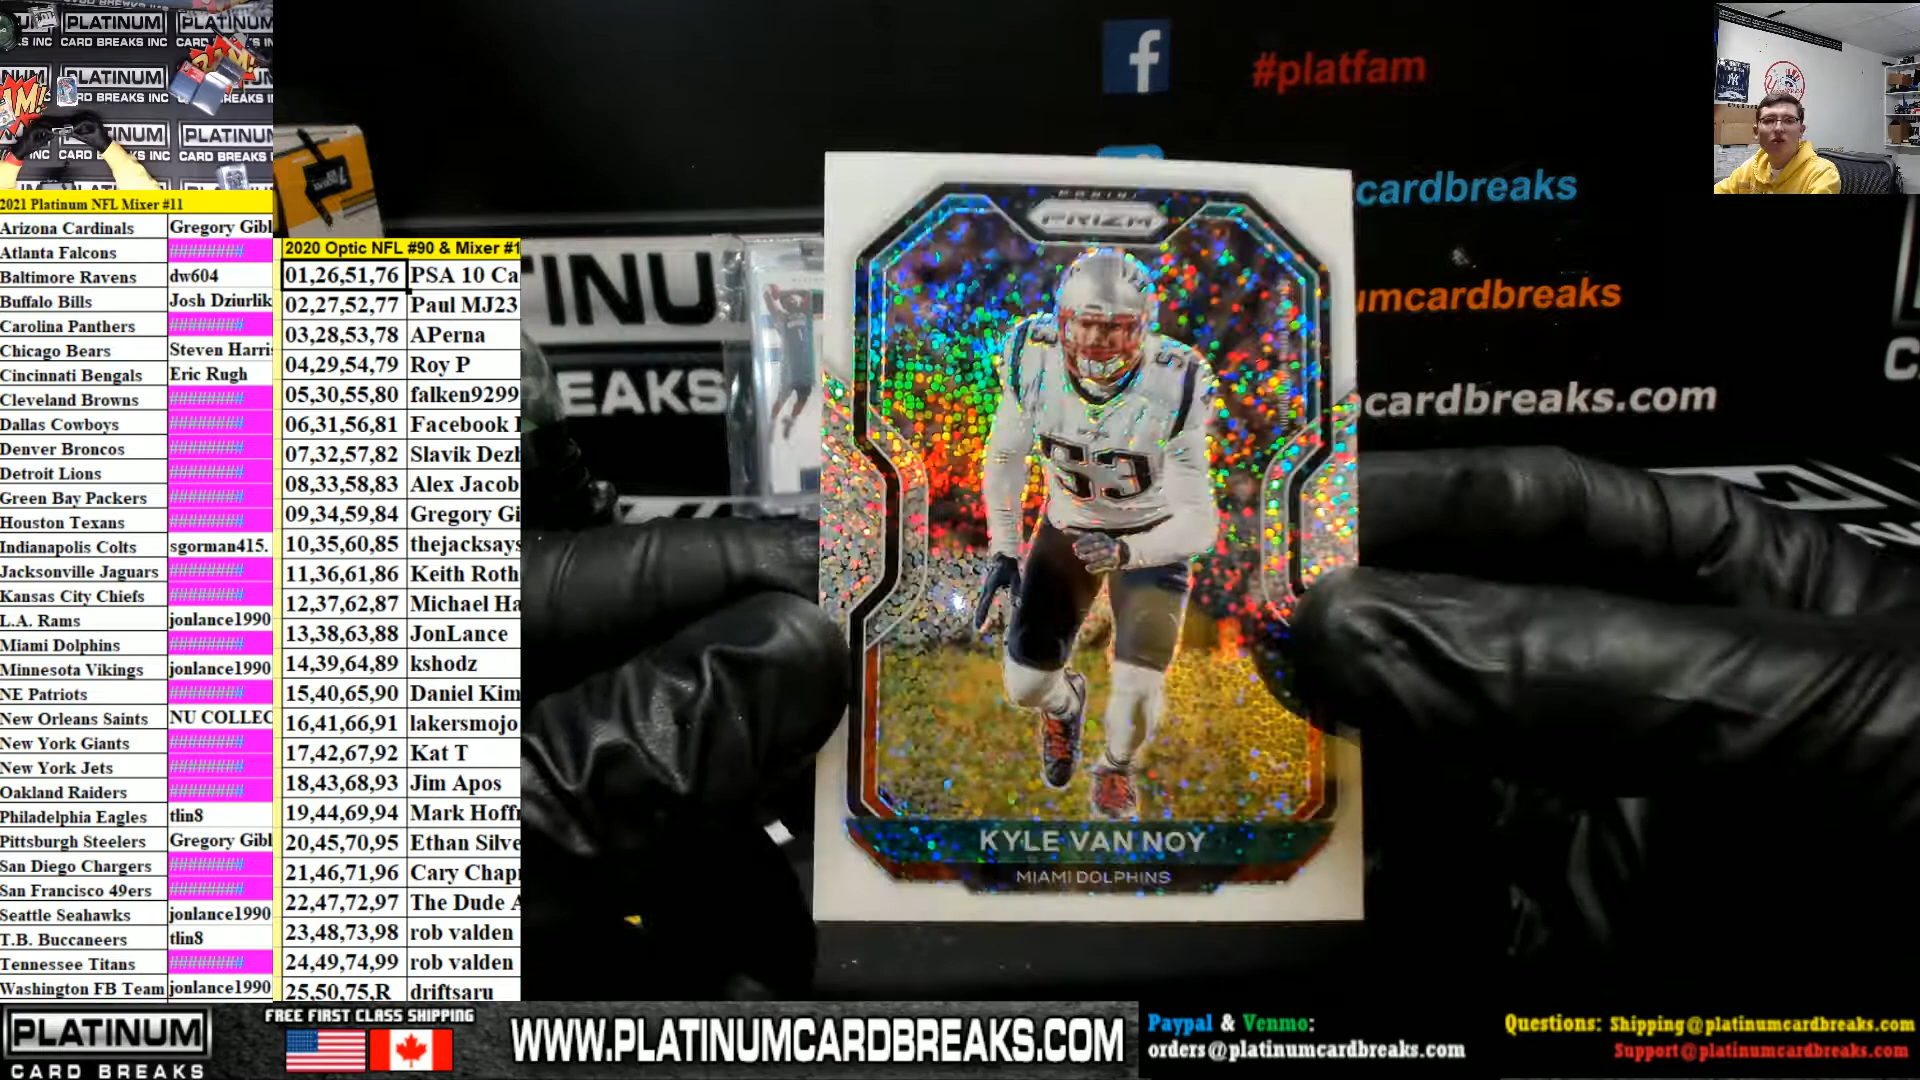 PLATINUM
CARD BREAKS INC
2021 Platinum NFL Mixer #11
Arizona Cardinals Gregory Gibl
Atlanta Falcons ########
Baltimore Ravens dw604
Buffalo Bills Josh Dziurlik
Carolina Panthers ########
Chicago Bears Steven Harris
Cincinnati Bengals Eric Rugh
Cleveland Browns ########
Dallas Cowboys ########
Denver Broncos ########
Detroit Lions ########
Green Bay Packers ########
Houston Texans ########
Indianapolis Colts sgorman415.
Jacksonville Jaguars ########
Kansas City Chiefs ########
L.A. Rams jonlance1990
Miami Dolphins ########
Minnesota Vikings jonlance1990
NE Patriots ########
New Orleans Saints NU COLLEC
New York Giants ########
New York Jets ########
Oakland Raiders ########
Philadelphia Eagles tlin8
Pittsburgh Steelers Gregory Gibl
San Diego Chargers ########
San Francisco 49ers ########
Seattle Seahawks jonlance1990
T.B. Buccaneers tlin8
Tennessee Titans ########
Washington FB Team jonlance1990
2020 Optic NFL #90 & Mixer #1
01,26,51,76 PSA 10 Ca
02,27,52,77 Paul MJ23
03,28,53,78 APerna
04,29,54,79 Roy P
05,30,55,80 falken9299
06,31,56,81 Facebook
07,32,57,82 Slavik Dezh
08,33,58,83 Alex Jacob
09,34,59,84 Gregory Gi
10,35,60,85 thejacksays
11,36,61,86 Keith Roth
12,37,62,87 Michael Ha
13,38,63,88 JonLance
14,39,64,89 kshodz
15,40,65,90 Daniel Kim
16,41,66,91 lakersmojo
17,42,67,92 Kat T
18,43,68,93 Jim Apos
19,44,69,94 Mark Hoffi
20,45,70,95 Ethan Silve
21,46,71,96 Cary Chap
22,47,72,97 The Dude A
23,48,73,98 rob valden
24,49,74,99 rob valden
25,50,75,R driftsaru
#platfam
cardbreaks
umcardbreaks
cardbreaks.com
TINU
BREAKS
PANINI
PRIZM
53
KYLE VAN NOY
MIAMI DOLPHINS
PLATINUM
CARD BREAKS
FREE FIRST CLASS SHIPPING
WWW.PLATINUMCARDBREAKS.COM
Paypal & Venmo:
orders@platinumcardbreaks.com
Questions: Shipping@platinumcardbreaks.com
Support@platinumcardbreaks.com